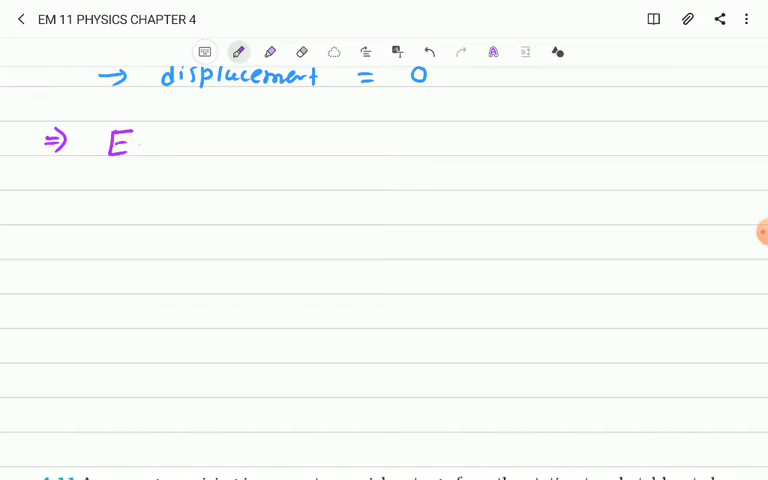 EM 11 PHYSICS CHAPTER 4
→ displacement = 0
⇒ E